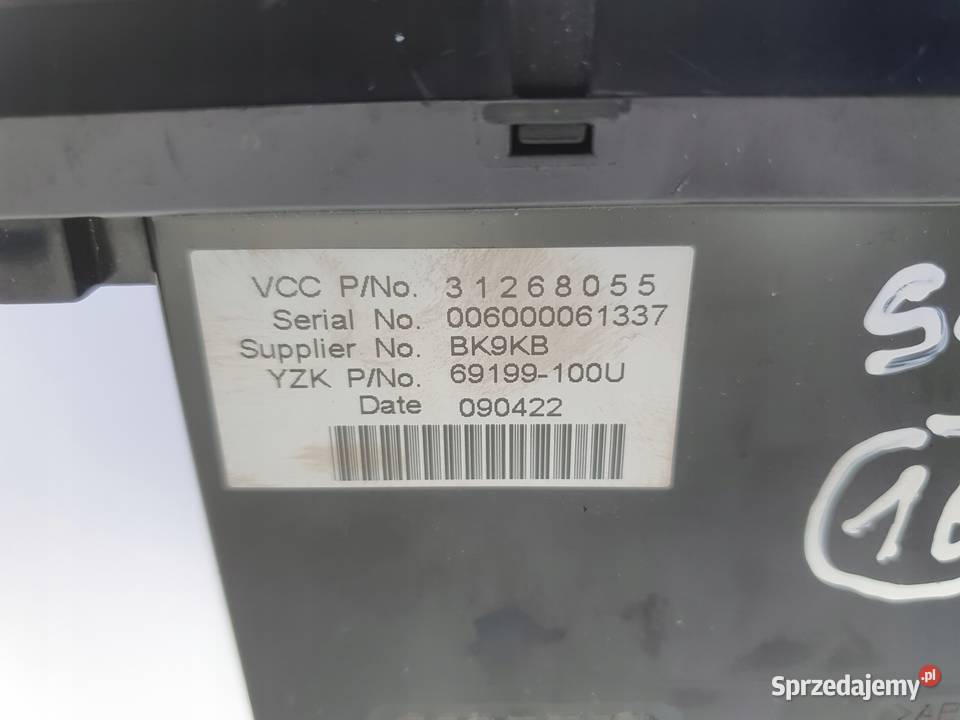 VCC P/No. 31268055
Serial No. 006000061337
Supplier No. BK9KB
YZK P/No. 69199-100U
Date 090422
Sprzedajemy.pl